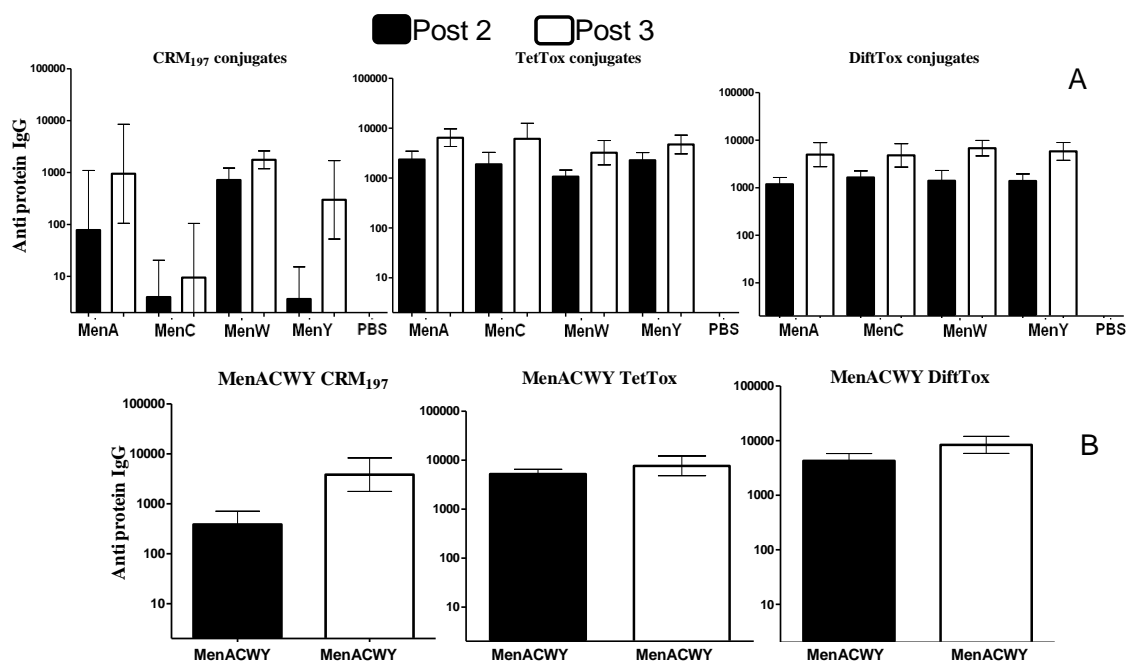 Post 2 Post 3
CRM197 conjugates TetTox conjugates DiftTox conjugates
A
Anti protein IgG
100000
10000
1000
100
10
MenA MenC MenW MenY PBS
100000
10000
1000
100
10
MenA MenC MenW MenY PBS
100000
10000
1000
100
10
MenA MenC MenW MenY PBS
MenACWY CRM197 MenACWY TetTox MenACWY DiftTox
B
Anti protein IgG
100000
10000
1000
100
10
MenACWY MenACWY
100000
10000
1000
100
10
MenACWY MenACWY
100000
10000
1000
100
10
MenACWY MenACWY